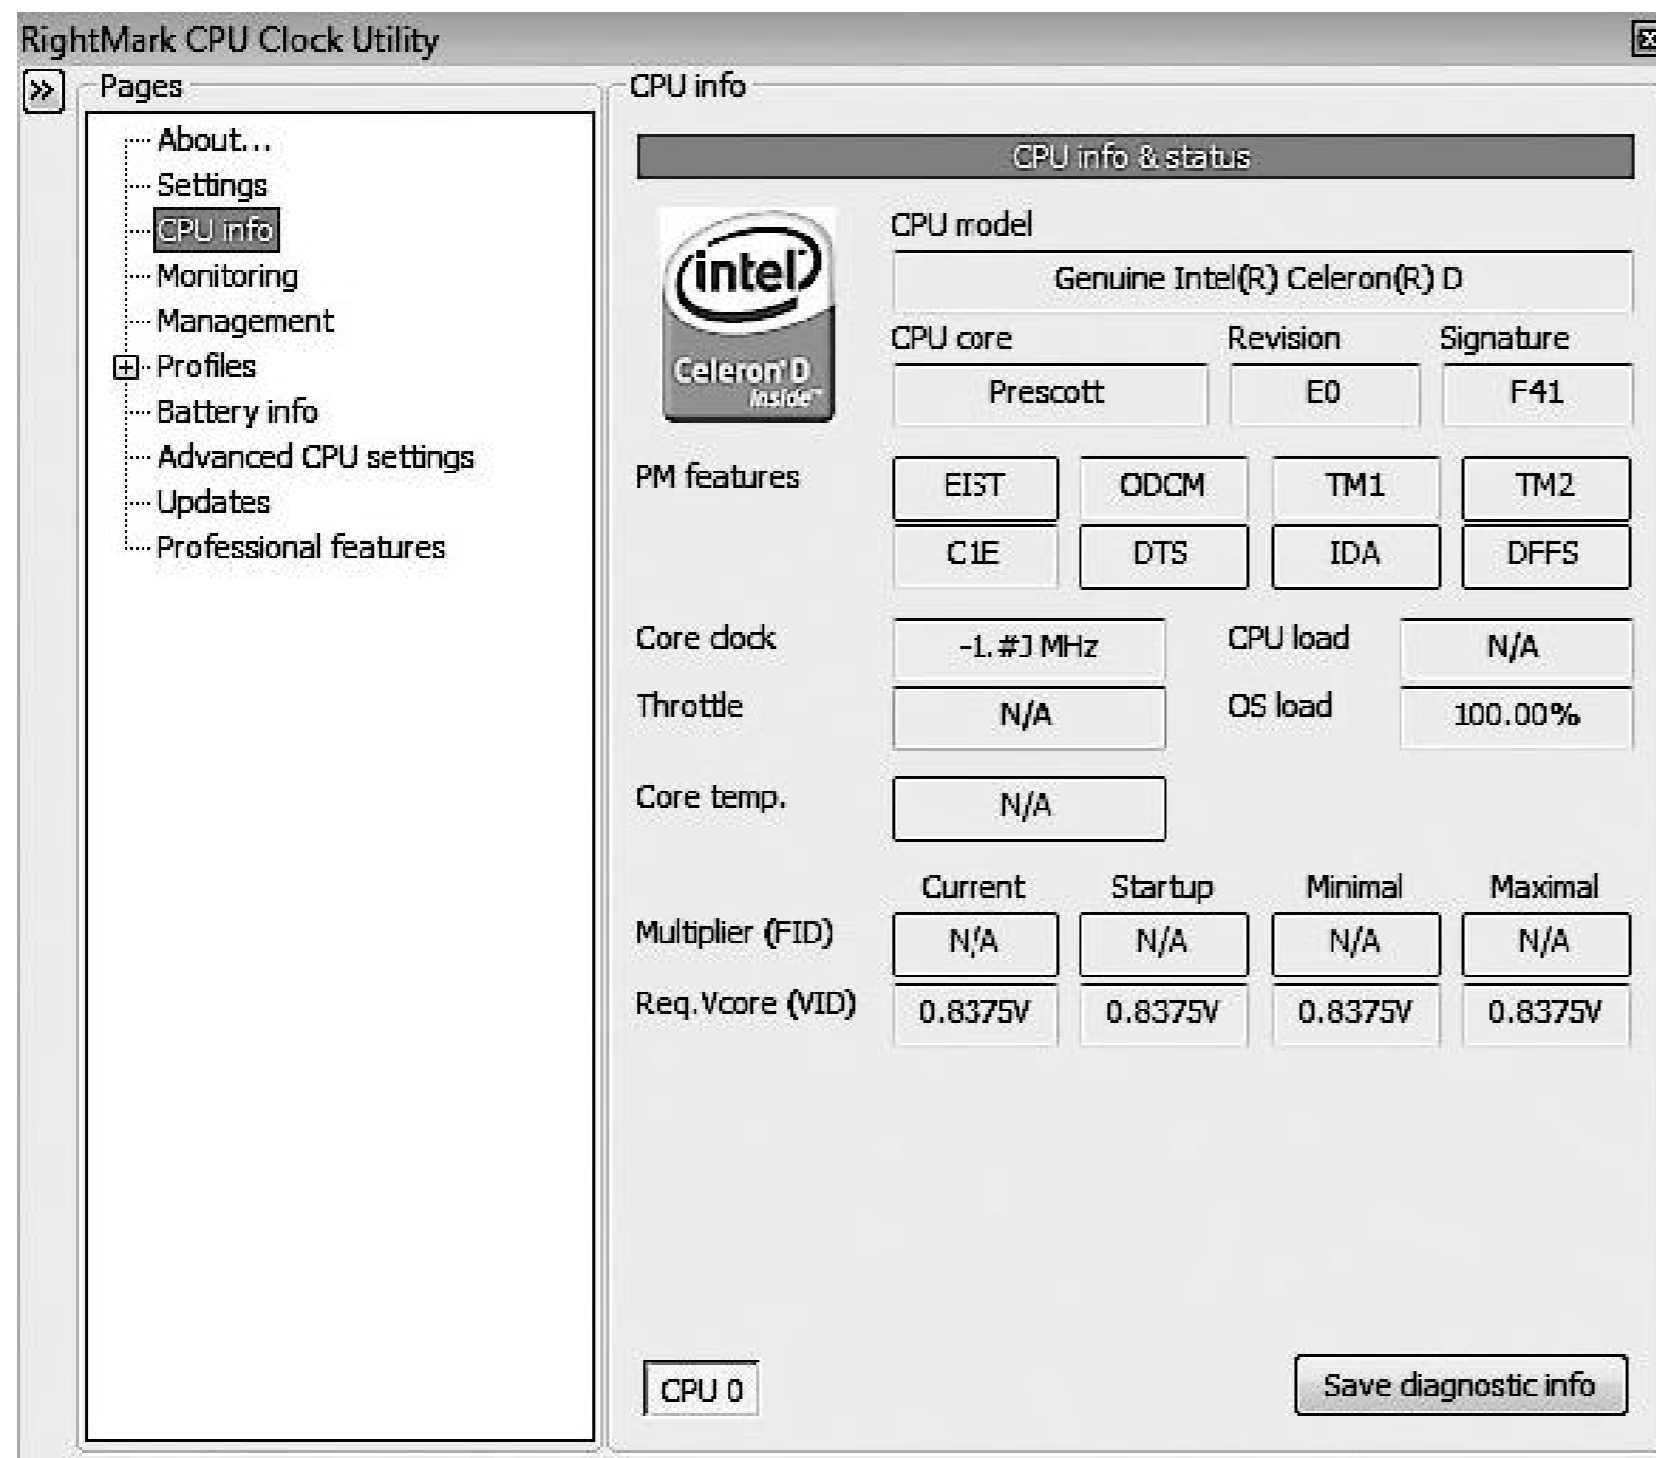 RightMark CPU Clock Utility
Pages
About...
Settings
CPU info
Monitoring
Management
Profiles
Battery info
Advanced CPU settings
Updates
Professional features
CPU info
CPU info & status
intel
Celeron D
inside™
CPU model
Genuine Intel(R) Celeron(R) D
CPU core Revision Signature
Prescott E0 F41
PM features EIST ODCM TM1 TM2
C1E DTS IDA DFFS
Core clock -1.#J MHz CPU load N/A
Throttle N/A OS load 100.00%
Core temp. N/A
Current Startup Minimal Maximal
Multiplier (FID) N/A N/A N/A N/A
Req.Vcore (VID) 0.8375V 0.8375V 0.8375V 0.8375V
CPU 0 Save diagnostic info